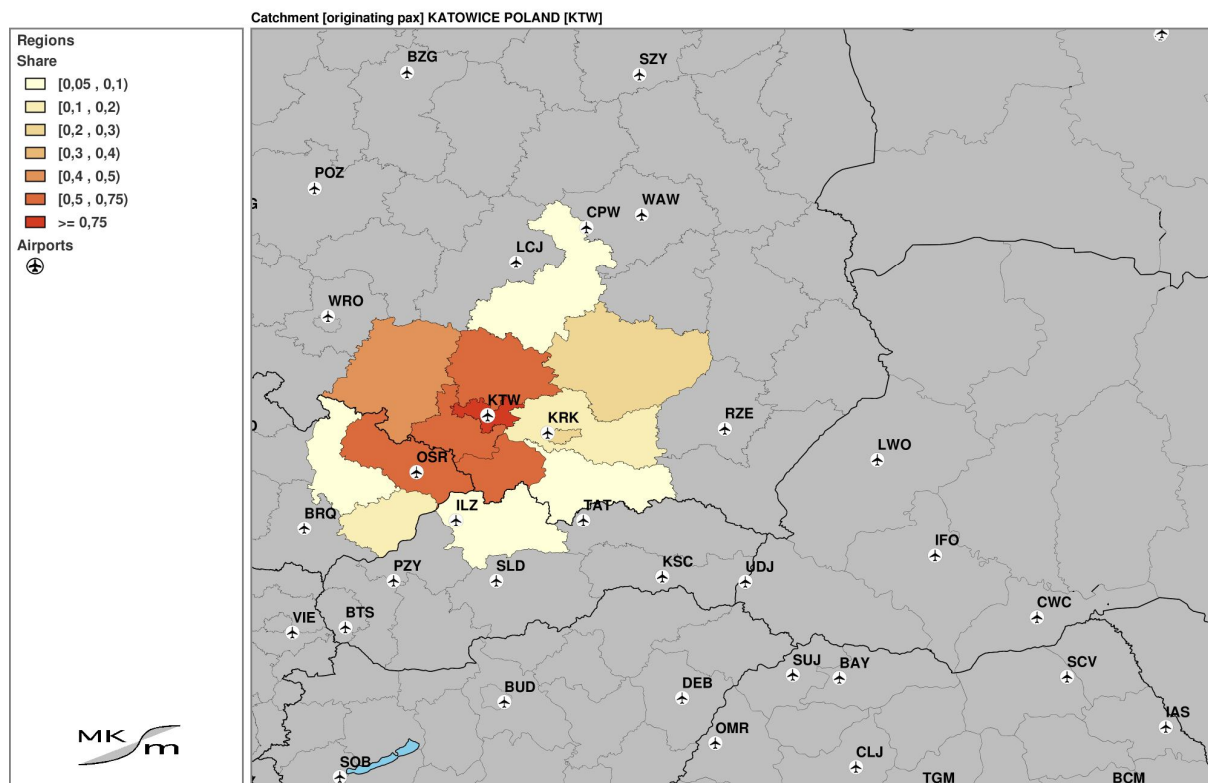 Catchment [originating pax] KATOWICE POLAND [KTW]
Regions
Share
[0,05 , 0,1)
[0,1 , 0,2)
[0,2 , 0,3)
[0,3 , 0,4)
[0,4 , 0,5)
[0,5 , 0,75)
>= 0,75
Airports
MK
m
BZG
SZY
POZ
WAW
CPW
LCJ
WRO
KTW
KRK
RZE
LWO
OSR
ILZ
TAT
BRQ
IFO
PZY
SLD
KSC
UDJ
CWC
VIE
BTS
SUJ
BAY
SCV
BUD
DEB
IAS
OMR
SOB
CLJ
TGM
BCM